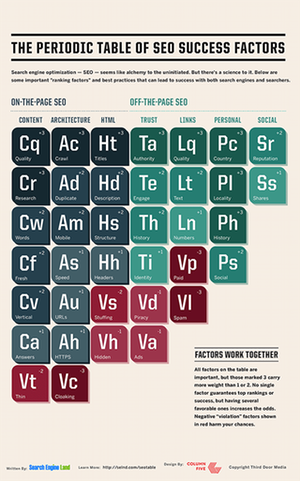 THE PERIODIC TABLE OF SEO SUCCESS FACTORS
Search engine optimization — SEO — seems like alchemy to the uninitiated. But there's a science to it. Below are
some important "ranking factors" and best practices that can lead to success with both search engines and searchers.
ON-THE-PAGE SEO
OFF-THE-PAGE SEO
CONTENT ARCHITECTURE HTML TRUST LINKS PERSONAL SOCIAL
+3 +3 +3 +3 +3 +3 +2
Cq Ac Ht Ta Lq Pc Sr
Quality Crawl Titles Authority Quality Country Reputation
+3 +2 +2 +2 +2 +3 +1
Cr Ad Hd Te Lt Pl Ss
Research Duplicate Description Engage Text Locality Shares
+2 +2 +2 +2 +1 +3
Cw Am Hs Th Ln Ph
Words Mobile Structure History Numbers History
+2 +1 +1 +1 -3 +2
Cf As Hh Ti Vp Ps
Fresh Speed Headers Identity Paid Social
+2 +1 -2 -1 -3
Cv Au Vs Vd Vl
Vertical URLs Stuffing Piracy Spam
+1 +1 -1 -1
Ca Ah Vh Va
Answers HTTPS Hidden Ads
-2 -3
Vt Vc
Thin Cloaking
FACTORS WORK TOGETHER
All factors on the table are
important, but those marked 3 carry
more weight than 1 or 2. No single
factor guarantees top rankings or
success, but having several
favorable ones increases the odds.
Negative "violation" factors shown
in red harm your chances.
Written By: Search Engine Land Learn More: http://selnd.com/seotable Design By: COLUMN FIVE Copyright Third Door Media